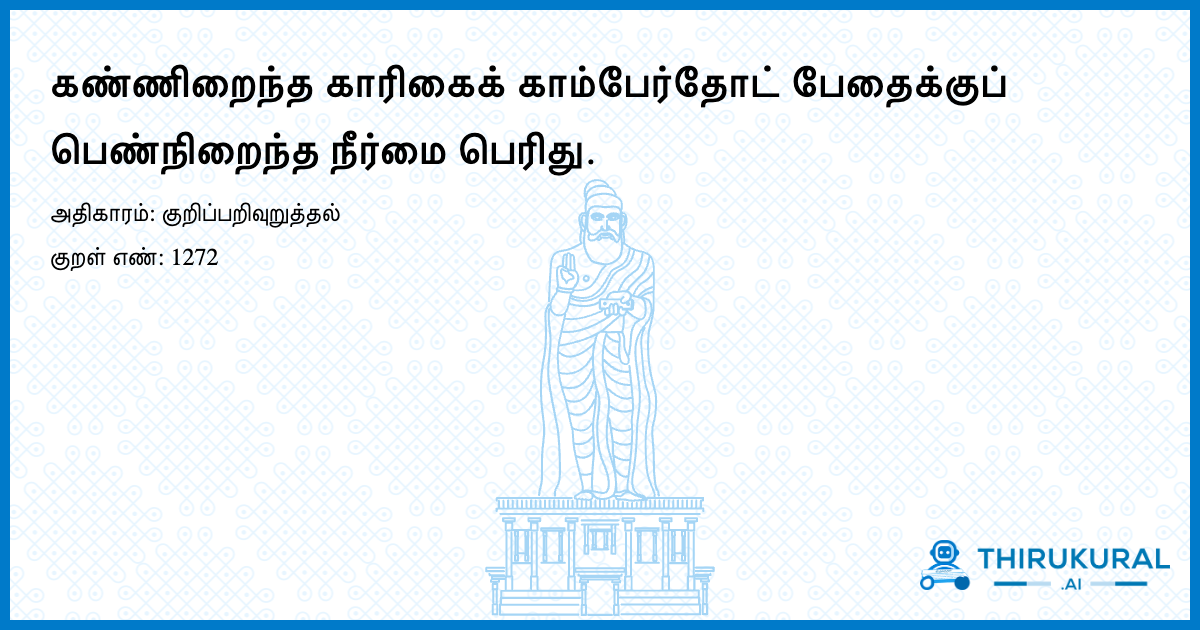 கண்ணிறைந்த காரிகைக் காம்பேர்தோட் பேதைக்குப்
பெண்நிறைந்த நீர்மை பெரிது.
அதிகாரம்: குறிப்பறிவுறுத்தல்
குறள் எண்: 1272
THIRUKURAL
.AI